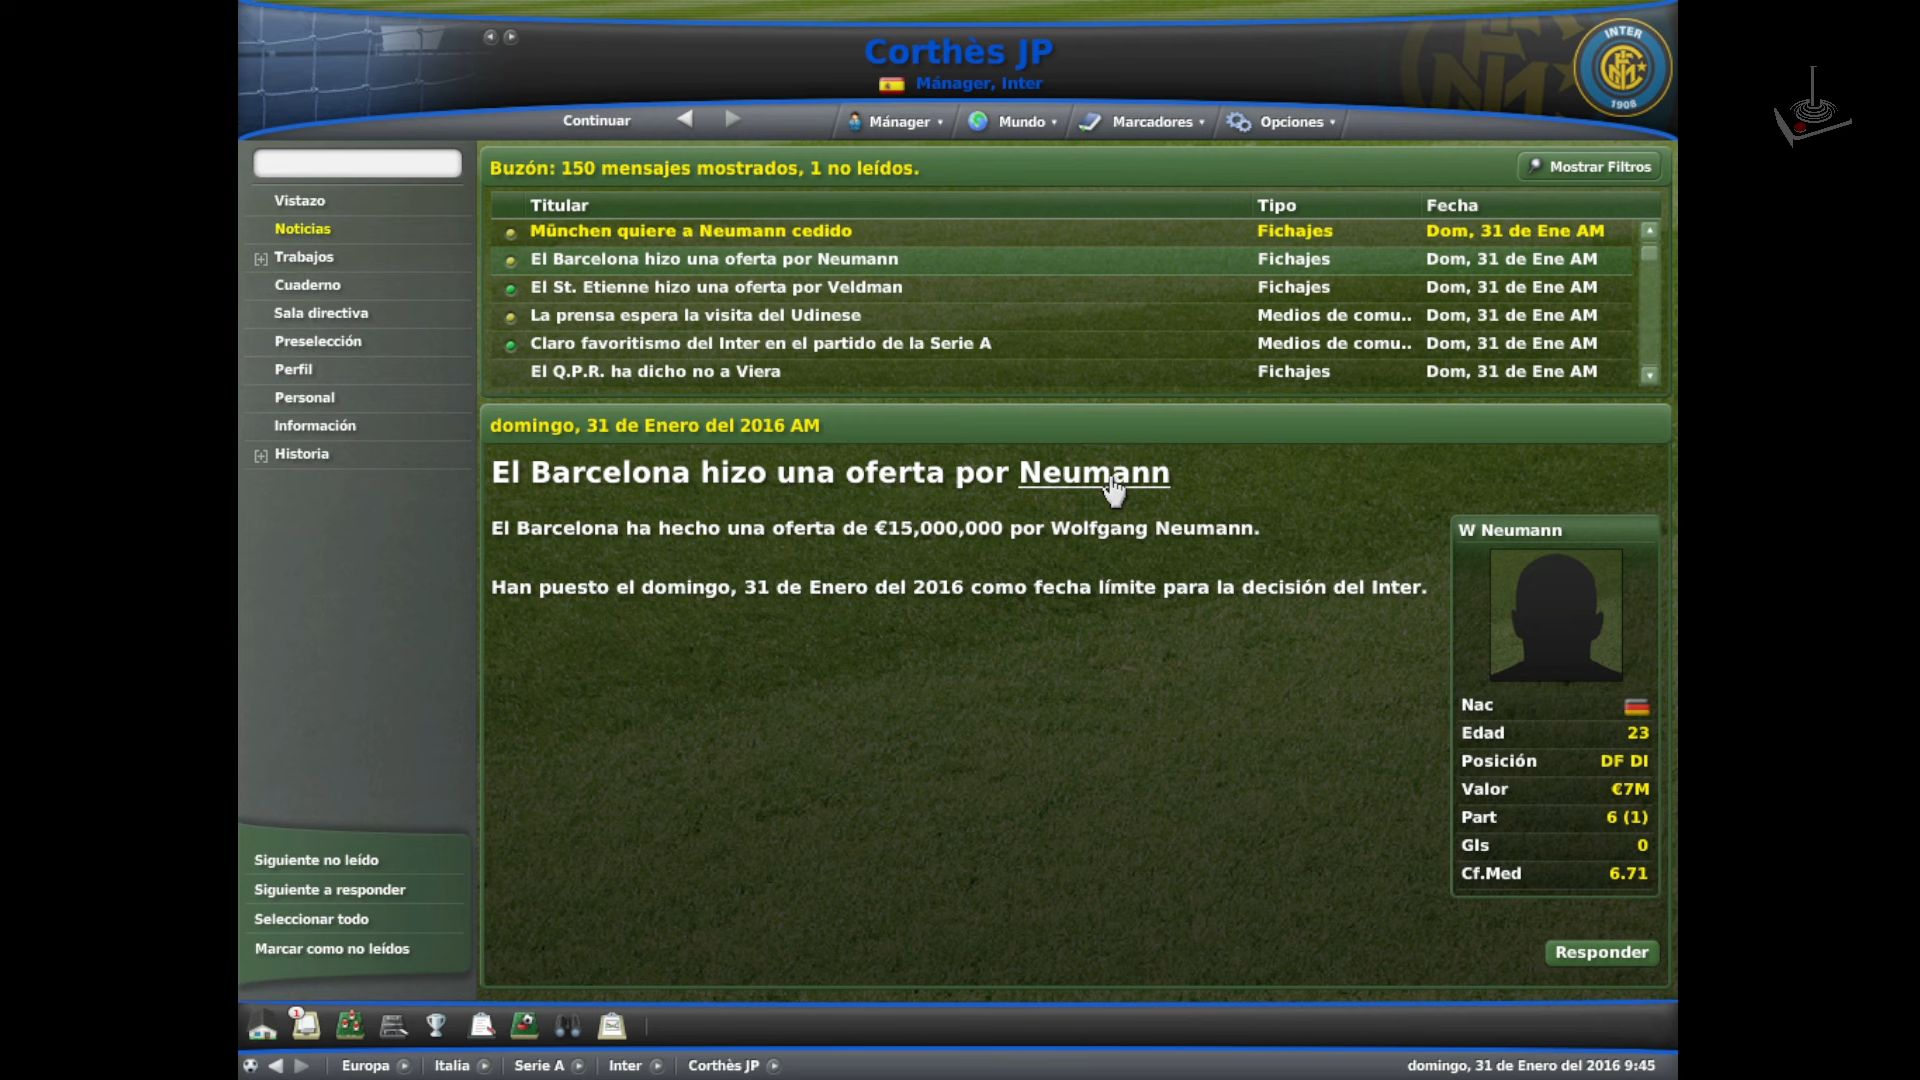 Corthès JP
Mánager, Inter
INTER
1908
Continuar
Mánager
Mundo
Marcadores
Opciones
Buzón: 150 mensajes mostrados, 1 no leídos.
Mostrar Filtros
Titular Tipo Fecha
München quiere a Neumann cedido Fichajes Dom, 31 de Ene AM
El Barcelona hizo una oferta por Neumann Fichajes Dom, 31 de Ene AM
El St. Etienne hizo una oferta por Veldman Fichajes Dom, 31 de Ene AM
La prensa espera la visita del Udinese Medios de comu.. Dom, 31 de Ene AM
Claro favoritismo del Inter en el partido de la Serie A Medios de comu.. Dom, 31 de Ene AM
El Q.P.R. ha dicho no a Viera Fichajes Dom, 31 de Ene AM
Vistazo
Noticias
Trabajos
Cuaderno
Sala directiva
Preselección
Perfil
Personal
Información
Historia
domingo, 31 de Enero del 2016 AM
El Barcelona hizo una oferta por Neumann
El Barcelona ha hecho una oferta de €15,000,000 por Wolfgang Neumann.
Han puesto el domingo, 31 de Enero del 2016 como fecha límite para la decisión del Inter.
W Neumann
Nac
Edad 23
Posición DF DI
Valor €7M
Part 6 (1)
Gls 0
Cf.Med 6.71
Responder
Siguiente no leído
Siguiente a responder
Seleccionar todo
Marcar como no leídos
1
Europa
Italia
Serie A
Inter
Corthès JP
domingo, 31 de Enero del 2016 9:45